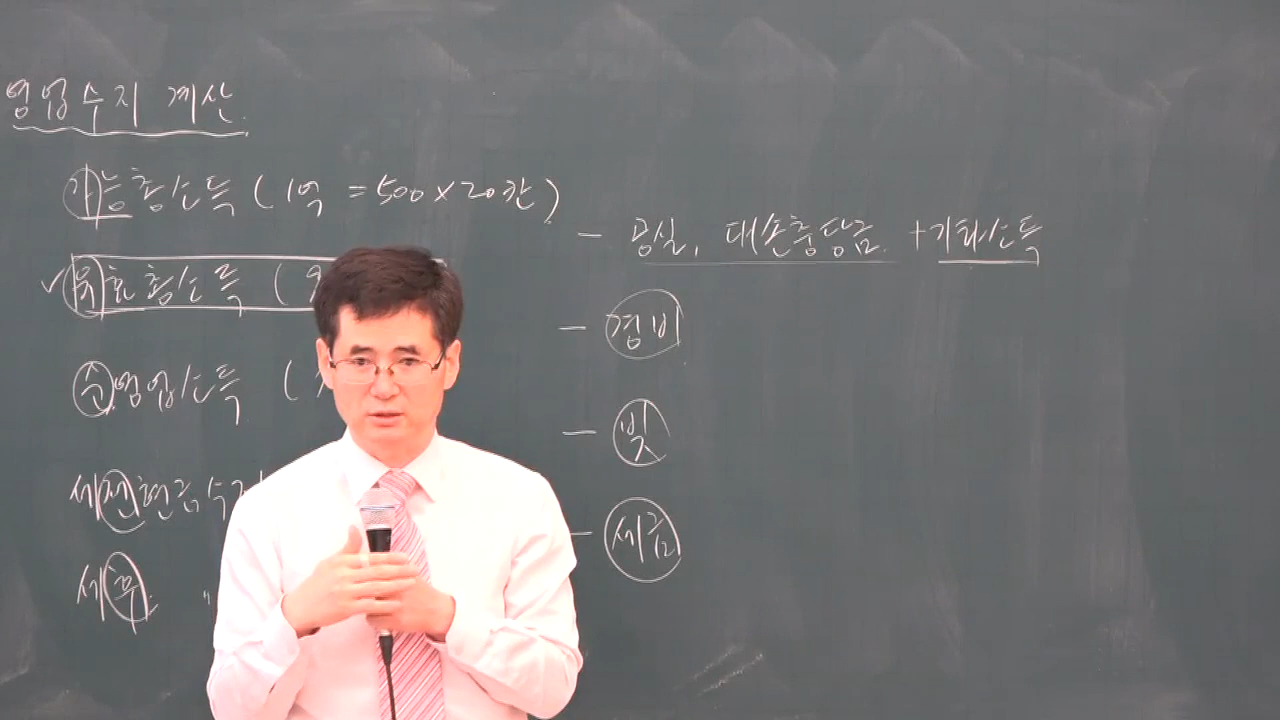 영업수지 계산.
가능총소득 (1억 = 500 × 20칸)
- 공실, 대손충당금. + 기타소득
✓ 유효총소득 (9
- 경비
순영업소득 (
- 빚
세전현금수지
- 세금
세후. "